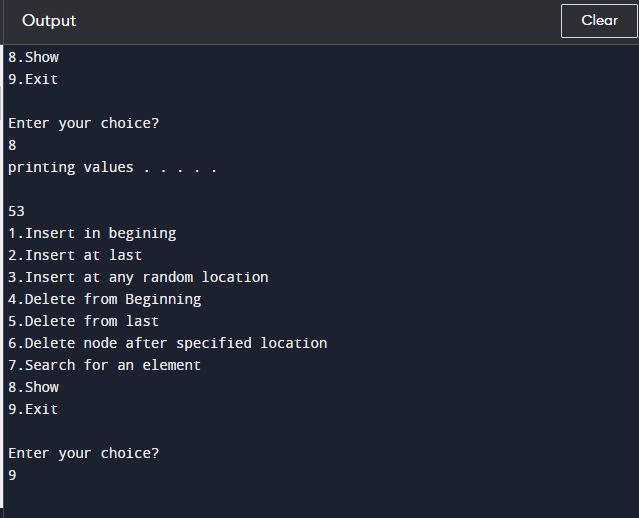 Output
Clear
8.Show
9.Exit
Enter your choice?
8
printing values . . . . .
53
1.Insert in begining
2.Insert at last
3.Insert at any random location
4.Delete from Beginning
5.Delete from last
6.Delete node after specified location
7.Search for an element
8.Show
9.Exit
Enter your choice?
9